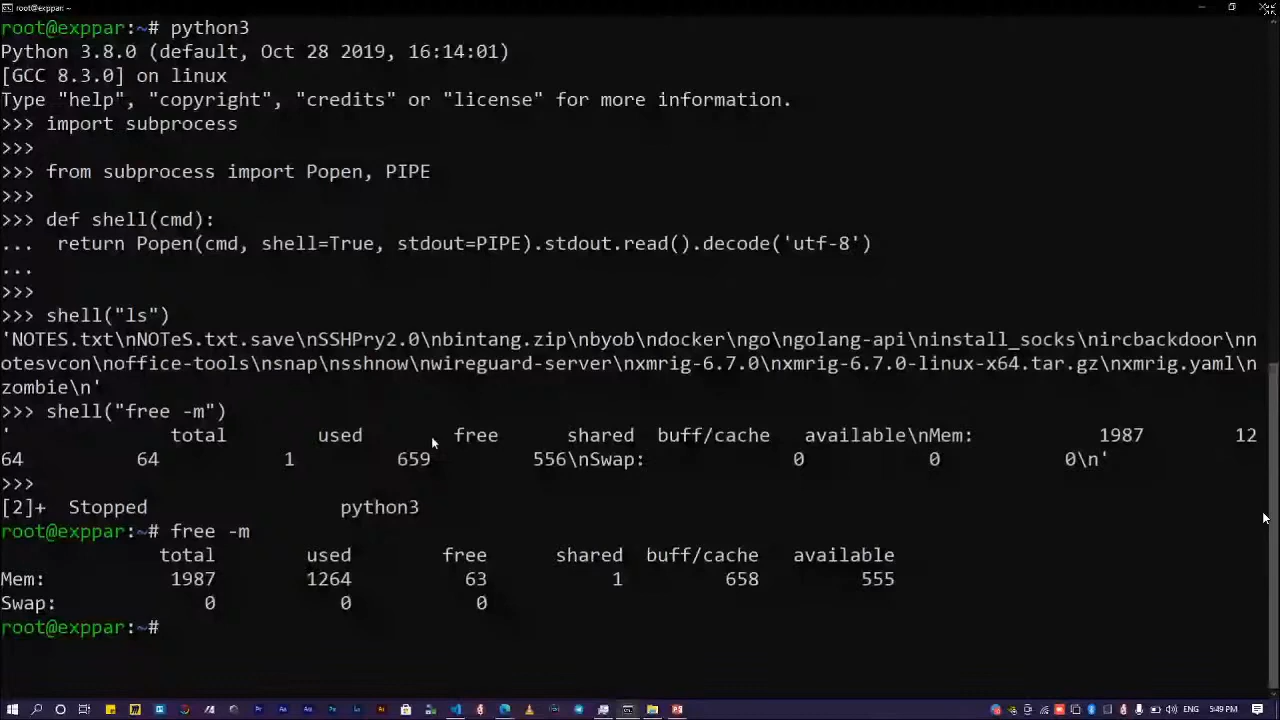 root@exppar: ~
root@exppar:~# python3
Python 3.8.0 (default, Oct 28 2019, 16:14:01)
[GCC 8.3.0] on linux
Type "help", "copyright", "credits" or "license" for more information.
>>> import subprocess
>>>
>>> from subprocess import Popen, PIPE
>>>
>>> def shell(cmd):
...  return Popen(cmd, shell=True, stdout=PIPE).stdout.read().decode('utf-8')
...
>>>
>>> shell("ls")
'NOTES.txt\nNOTeS.txt.save\nSSHPry2.0\nbintang.zip\nbyob\ndocker\ngo\ngolang-api\ninstall_socks\nircbackdoor\nn
otesvcon\noffice-tools\nsnap\nsshnow\nwireguard-server\nxmrig-6.7.0\nxmrig-6.7.0-linux-x64.tar.gz\nxmrig.yaml\n
zombie\n'
>>> shell("free -m")
'              total        used        free      shared  buff/cache   available\nMem:           1987        12
64          64           1         659         556\nSwap:             0           0           0\n'
>>>
[2]+  Stopped                 python3
root@exppar:~# free -m
              total        used        free      shared  buff/cache   available
Mem:           1987        1264          63           1         658         555
Swap:             0           0           0
root@exppar:~#
ENG 5:49 PM